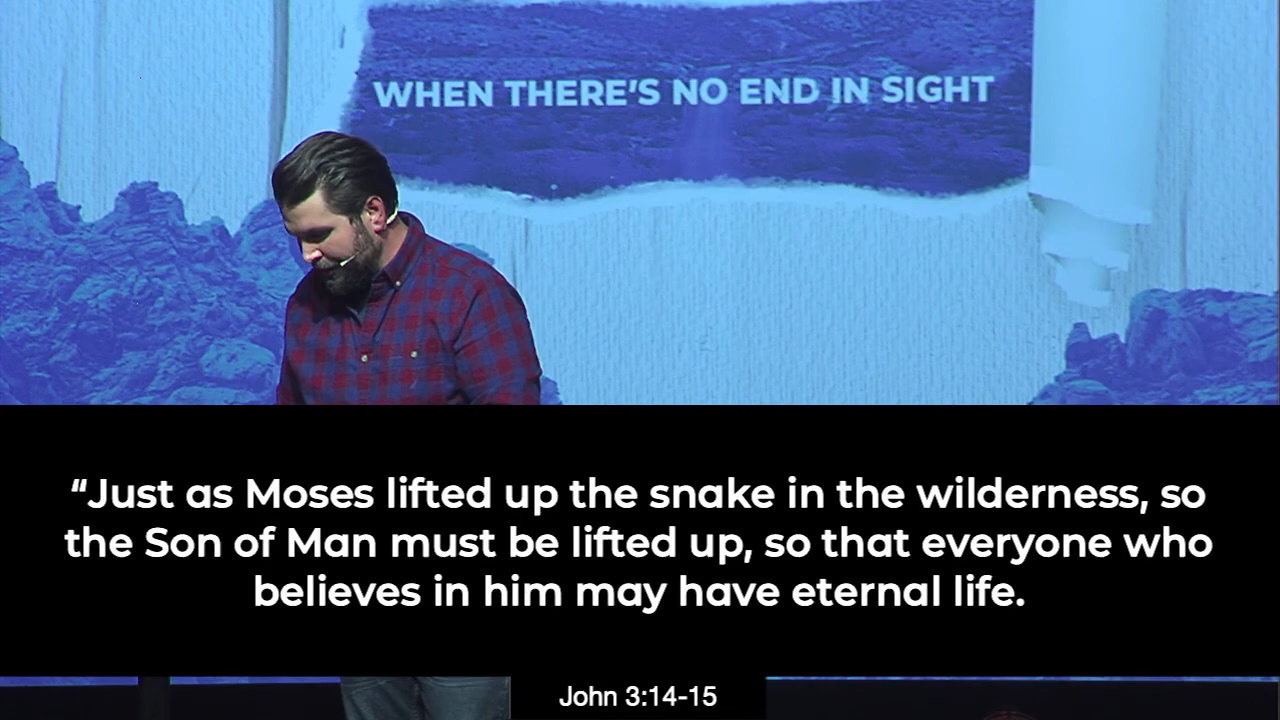 WHEN THERE'S NO END IN SIGHT
“Just as Moses lifted up the snake in the wilderness, so
the Son of Man must be lifted up, so that everyone who
believes in him may have eternal life.
John 3:14-15